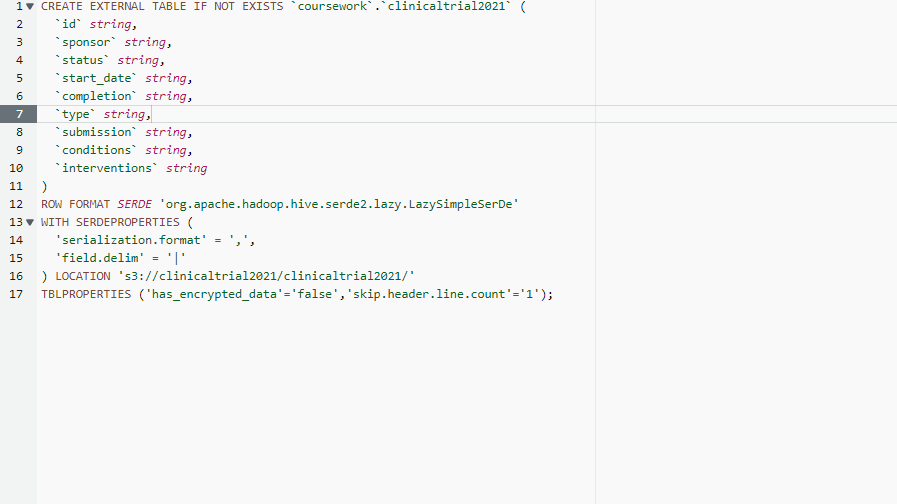 1 CREATE EXTERNAL TABLE IF NOT EXISTS `coursework`.`clinicaltrial2021` (
2 `id` string,
3 `sponsor` string,
4 `status` string,
5 `start_date` string,
6 `completion` string,
7 `type` string,
8 `submission` string,
9 `conditions` string,
10 `interventions` string
11 )
12 ROW FORMAT SERDE 'org.apache.hadoop.hive.serde2.lazy.LazySimpleSerDe'
13 WITH SERDEPROPERTIES (
14 'serialization.format' = ',',
15 'field.delim' = '|'
16 ) LOCATION 's3://clinicaltrial2021/clinicaltrial2021/'
17 TBLPROPERTIES ('has_encrypted_data'='false','skip.header.line.count'='1');